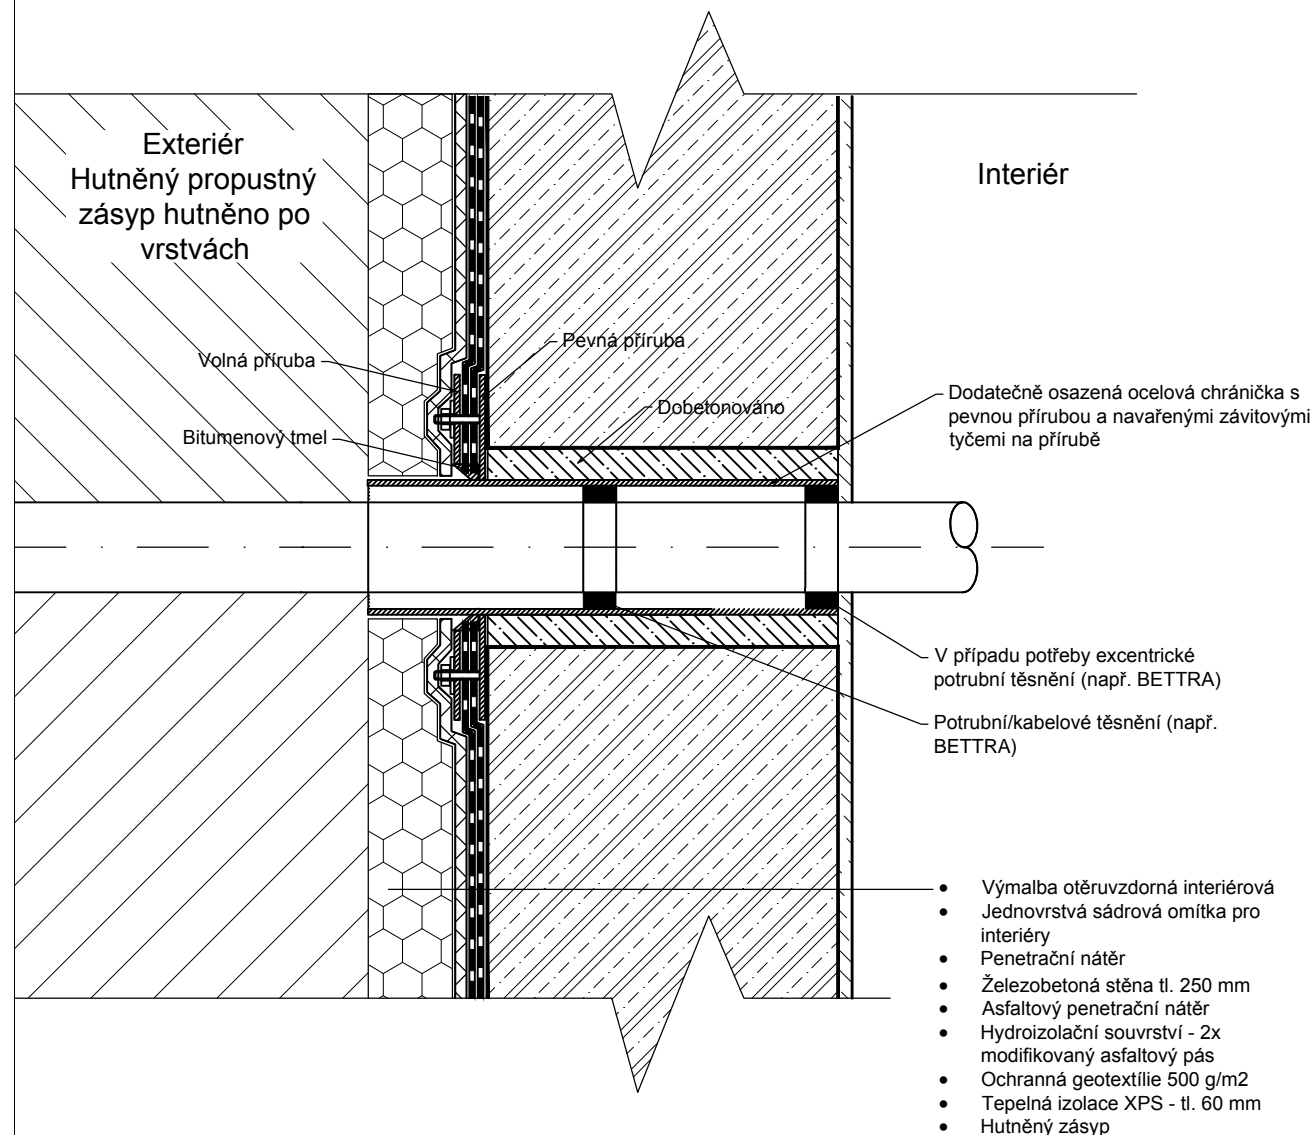 Exteriér
Hutněný propustný
zásyp hutněno po
vrstvách
Interiér
Volná příruba
Pevná příruba
Bitumenový tmel
Dobetonováno
Dodatečně osazená ocelová chránička s
pevnou přírubou a navařenými závitovými
tyčemi na přírubě
V případu potřeby excentrické
potrubní těsnění (např. BETTRA)
Potrubní/kabelové těsnění (např.
BETTRA)
• Výmalba otěruvzdorná interiérová
• Jednovrstvá sádrová omítka pro
interiéry
• Penetrační nátěr
• Železobetoná stěna tl. 250 mm
• Asfaltový penetrační nátěr
• Hydroizolační souvrství - 2x
modifikovaný asfaltový pás
• Ochranná geotextílie 500 g/m2
• Tepelná izolace XPS - tl. 60 mm
• Hutněný zásyp